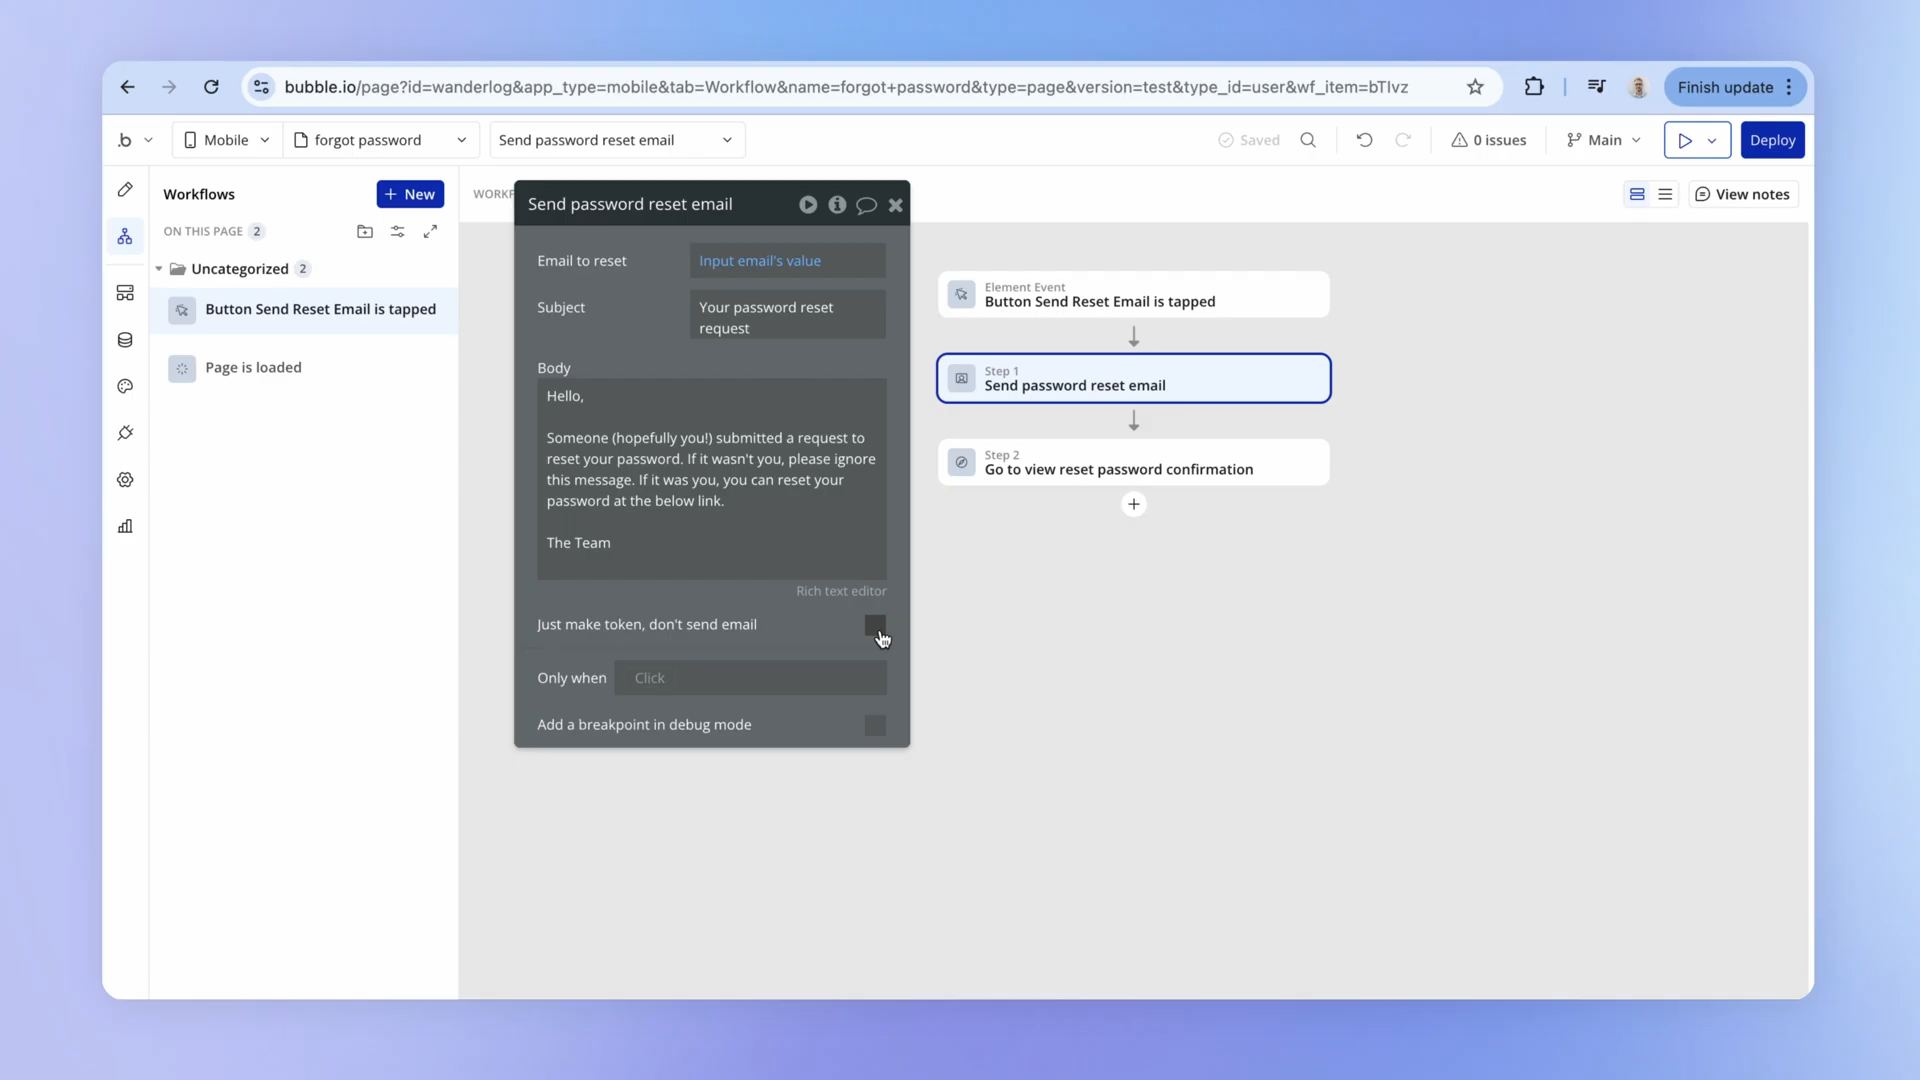 bubble.io/page?id=wanderlog&app_type=mobile&tab=Workflow&name=forgot+password&type=page&version=test&type_id=user&wf_item=bTIvz
Finish update
Mobile
forgot password
Send password reset email
Saved
0 issues
Main
Deploy
Workflows
+ New
WORKF
Send password reset email
View notes
ON THIS PAGE 2
Uncategorized 2
Button Send Reset Email is tapped
Page is loaded
Email to reset
Input email's value
Subject
Your password reset
request
Body
Hello,
Someone (hopefully you!) submitted a request to
reset your password. If it wasn't you, please ignore
this message. If it was you, you can reset your
password at the below link.
The Team
Rich text editor
Just make token, don't send email
Only when
Click
Add a breakpoint in debug mode
Element Event
Button Send Reset Email is tapped
Step 1
Send password reset email
Step 2
Go to view reset password confirmation